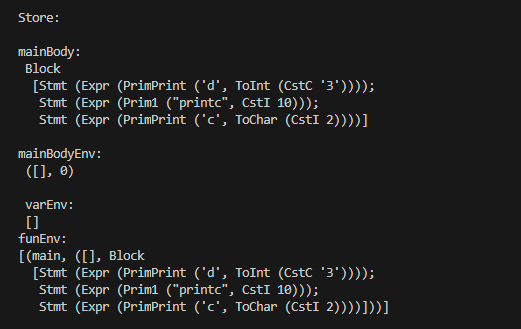 Store:
mainBody:
Block
[Stmt (Expr (PrimPrint ('d', ToInt (CstC '3'))));
Stmt (Expr (Prim1 ("printc", CstI 10)));
Stmt (Expr (PrimPrint ('c', ToChar (CstI 2))))]
mainBodyEnv:
([], 0)
varEnv:
[]
funEnv:
[(main, ([], Block
[Stmt (Expr (PrimPrint ('d', ToInt (CstC '3'))));
Stmt (Expr (Prim1 ("printc", CstI 10)));
Stmt (Expr (PrimPrint ('c', ToChar (CstI 2))))]))]